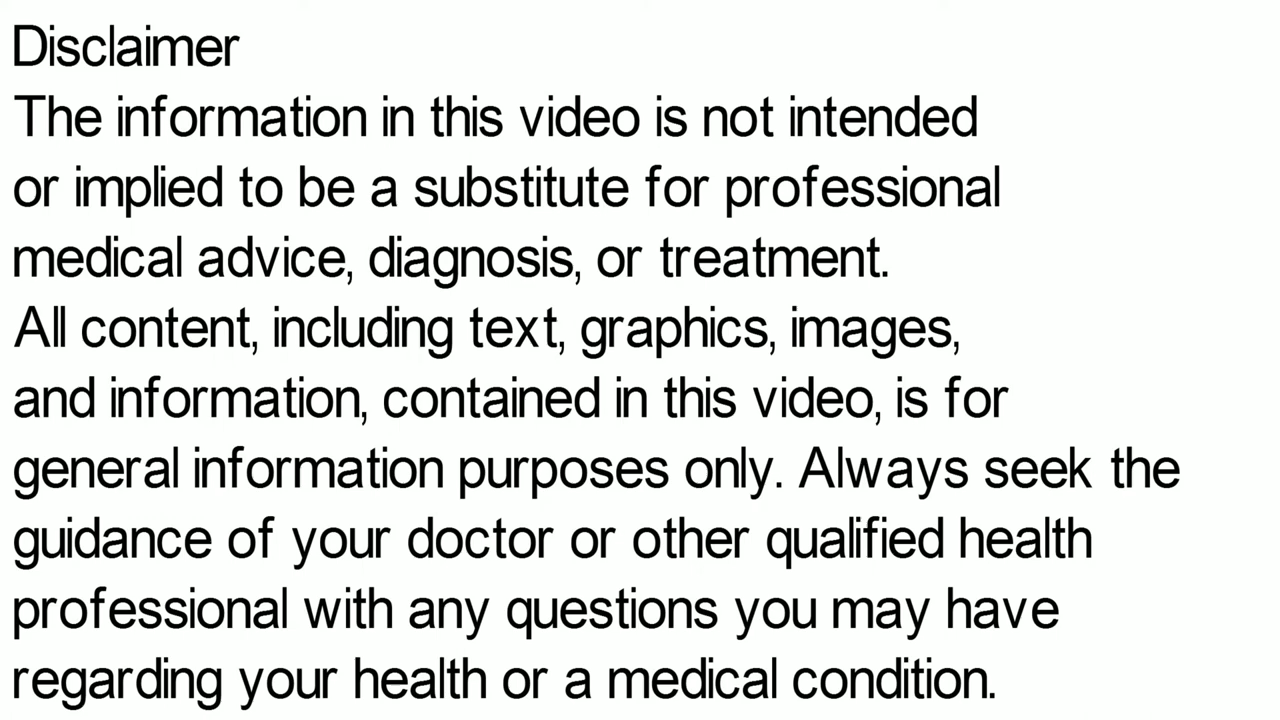 Disclaimer
The information in this video is not intended
or implied to be a substitute for professional
medical advice, diagnosis, or treatment.
All content, including text, graphics, images,
and information, contained in this video, is for
general information purposes only. Always seek the
guidance of your doctor or other qualified health
professional with any questions you may have
regarding your health or a medical condition.